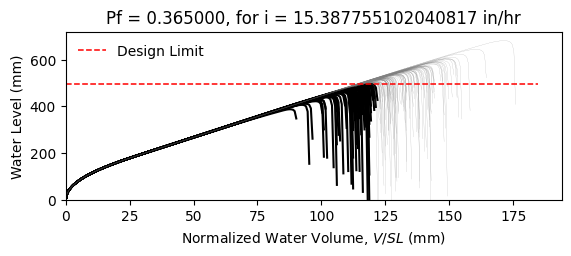 Pf = 0.365000, for i = 15.387755102040817 in/hr
Design Limit
Water Level (mm)
600
400
200
0
0 25 50 75 100 125 150 175
Normalized Water Volume, V/SL (mm)